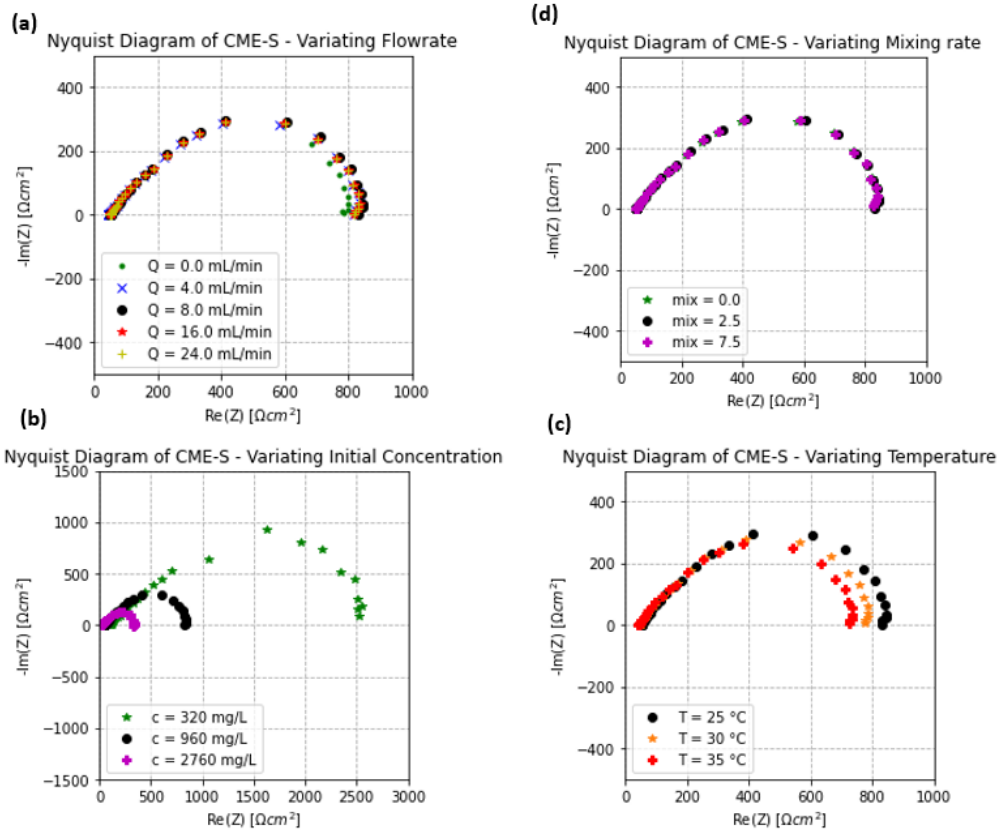 (a)
Nyquist Diagram of CME-S - Variating Flowrate
400
200
0
−200
−400
-Im(Z) [Ωcm²]
Q = 0.0 mL/min
Q = 4.0 mL/min
Q = 8.0 mL/min
Q = 16.0 mL/min
Q = 24.0 mL/min
0 200 400 600 800 1000
Re(Z) [Ωcm²]
(d)
Nyquist Diagram of CME-S - Variating Mixing rate
400
200
0
−200
−400
-Im(Z) [Ωcm²]
mix = 0.0
mix = 2.5
mix = 7.5
0 200 400 600 800 1000
Re(Z) [Ωcm²]
(b)
Nyquist Diagram of CME-S - Variating Initial Concentration
1500
1000
500
0
−500
−1000
−1500
-Im(Z) [Ωcm²]
c = 320 mg/L
c = 960 mg/L
c = 2760 mg/L
0 500 1000 1500 2000 2500 3000
Re(Z) [Ωcm²]
(c)
Nyquist Diagram of CME-S - Variating Temperature
400
200
0
−200
−400
-Im(Z) [Ωcm²]
T = 25 °C
T = 30 °C
T = 35 °C
0 200 400 600 800 1000
Re(Z) [Ωcm²]